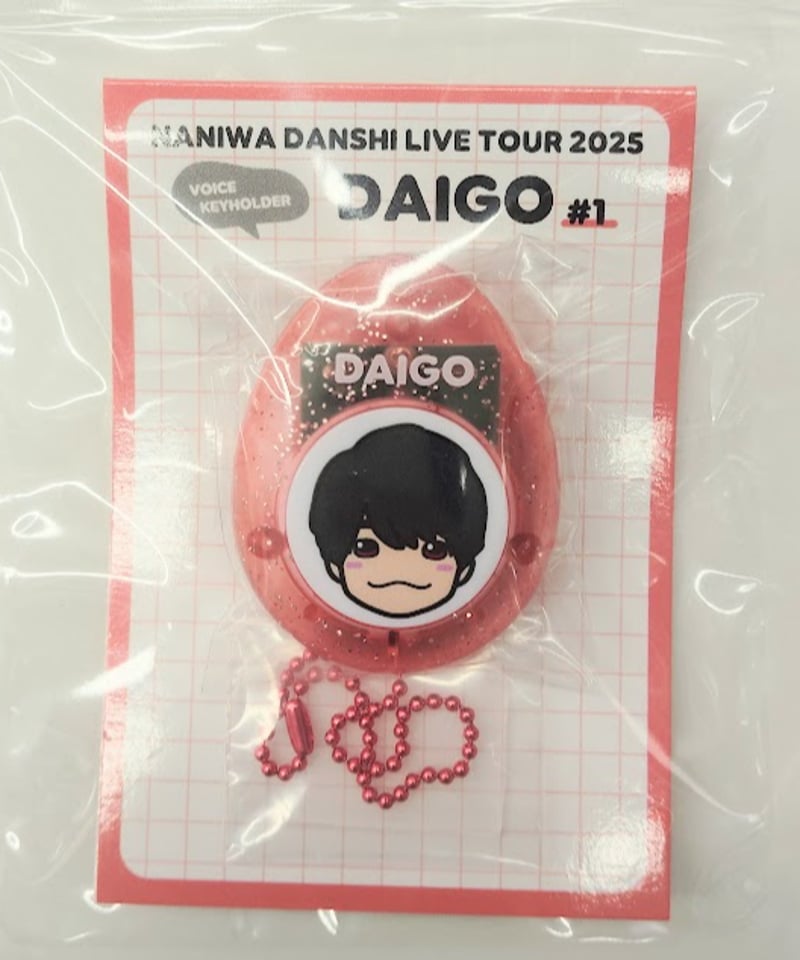 NANIWA DANSHI LIVE TOUR 2025
VOICE
KEYHOLDER
DAIGO #1
DAIGO